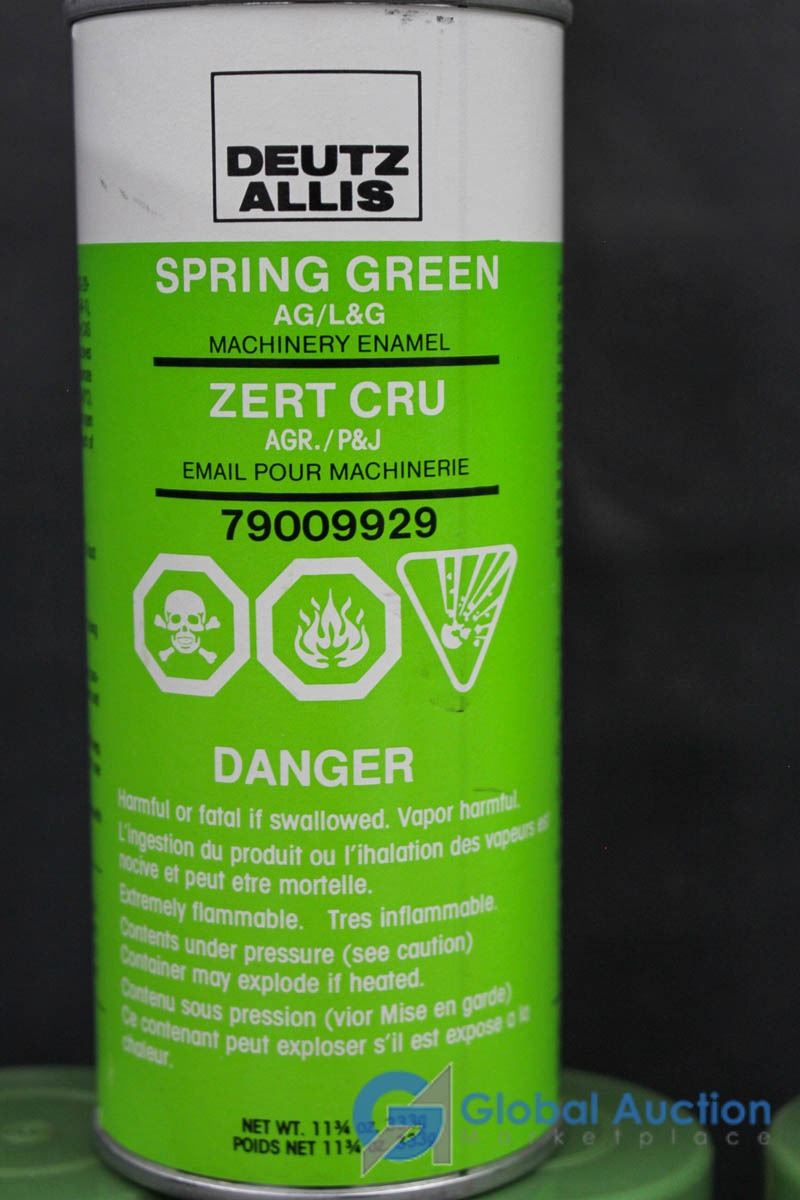 DEUTZ
ALLIS
SPRING GREEN
AG/L&G
MACHINERY ENAMEL
ZERT CRU
AGR./P&J
EMAIL POUR MACHINERIE
79009929
DANGER
Harmful or fatal if swallowed. Vapor harmful.
L'ingestion du produit ou l'ihalation des vapeurs est
nocive et peut etre mortelle.
Extremely flammable. Tres inflammable.
Contents under pressure (see caution)
Container may explode if heated.
Contenu sous pression (vior Mise en garde)
Ce contenant peut exploser s'il est expose a la
chaleur.
NET WT. 11¾ oz. 333g
POIDS NET 11¾ oz. 333g
Global Auction
Marketplace